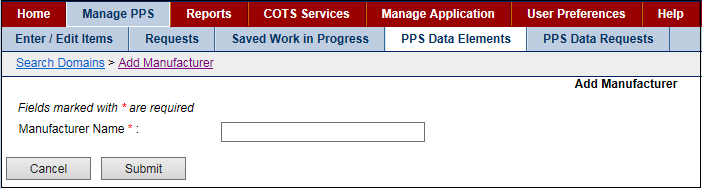 Home Manage PPS Reports COTS Services Manage Application User Preferences Help
Enter / Edit Items Requests Saved Work in Progress PPS Data Elements PPS Data Requests
Search Domains > Add Manufacturer
Add Manufacturer
Fields marked with * are required
Manufacturer Name * :
Cancel Submit